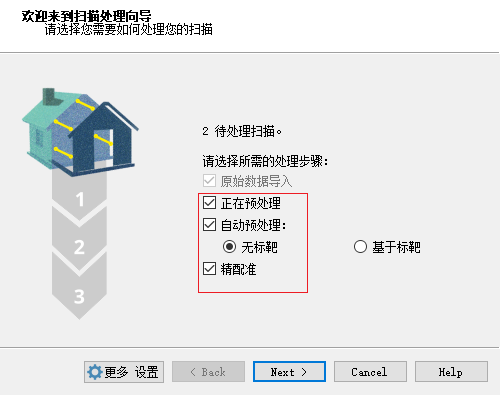 欢迎来到扫描处理向导
请选择您需要如何处理您的扫描
1
2
3
2 待处理扫描。
请选择所需的处理步骤:
原始数据导入
正在预处理
自动预处理:
无标靶 基于标靶
精配准
更多 设置 < Back Next > Cancel Help